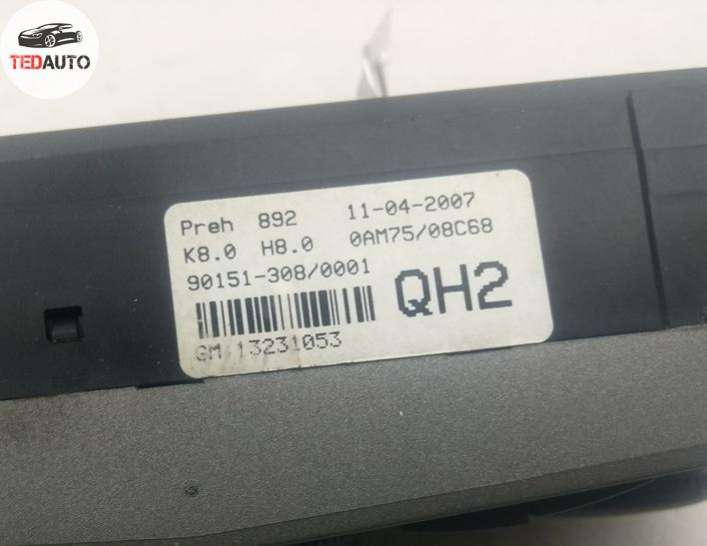 TEDAUTO
Preh 892 11-04-2007
K8.0 H8.0 0AM75/08C68
90151-308/0001
QH2
GM 13231053